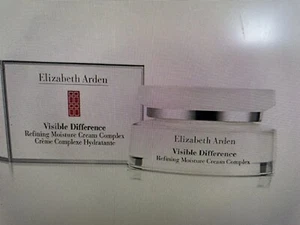 Elizabeth Arden
Visible Difference
Refining Moisture Cream Complex
Crème Complexe Hydratante
Elizabeth Arden
Visible Difference
Refining Moisture Cream Complex